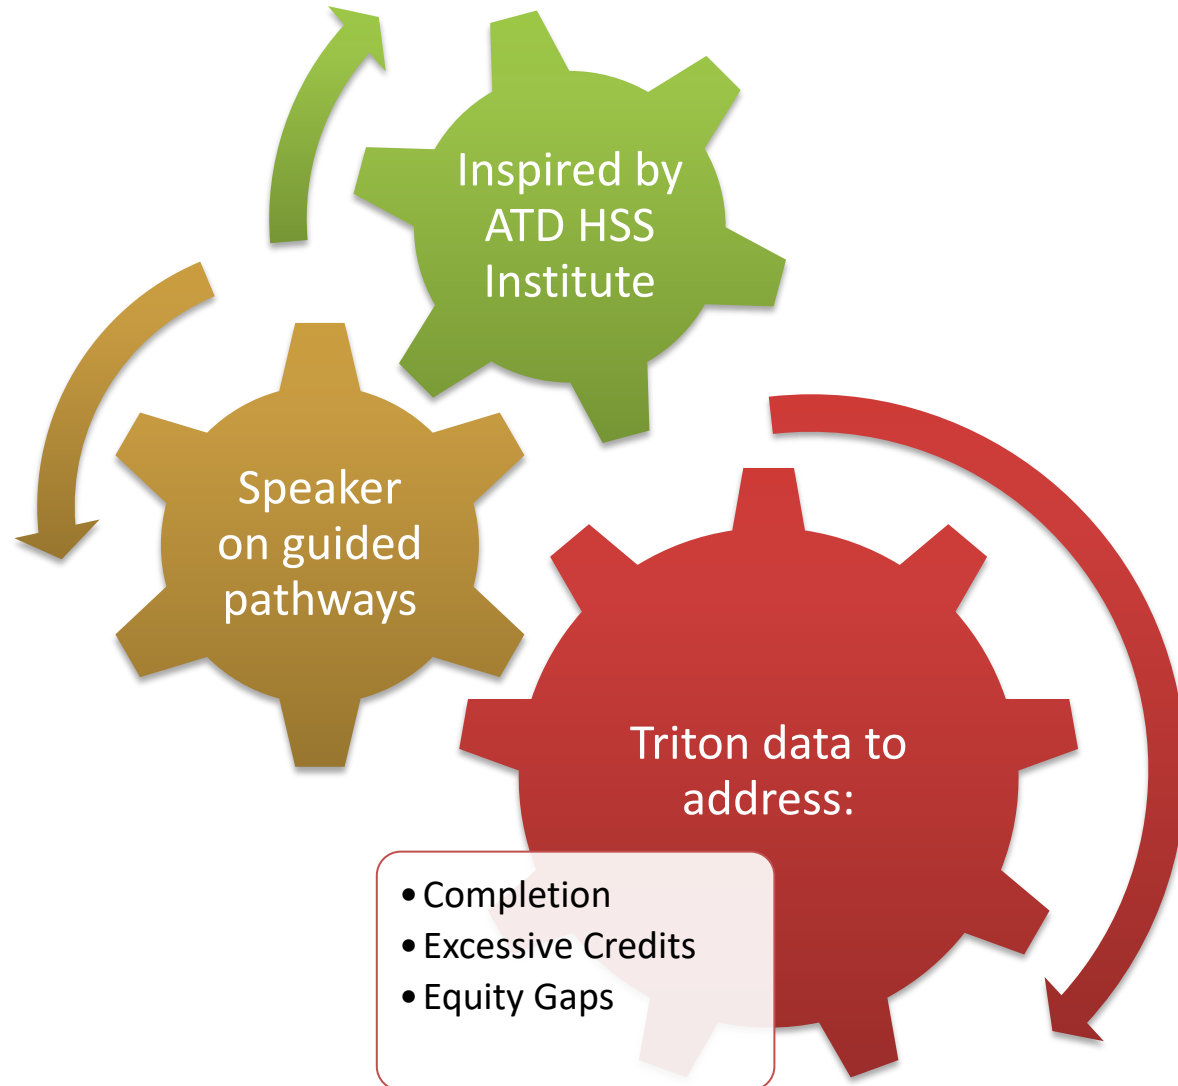 Inspired by
ATD HSS
Institute
Speaker
on guided
pathways
Triton data to
address:
• Completion
• Excessive Credits
• Equity Gaps